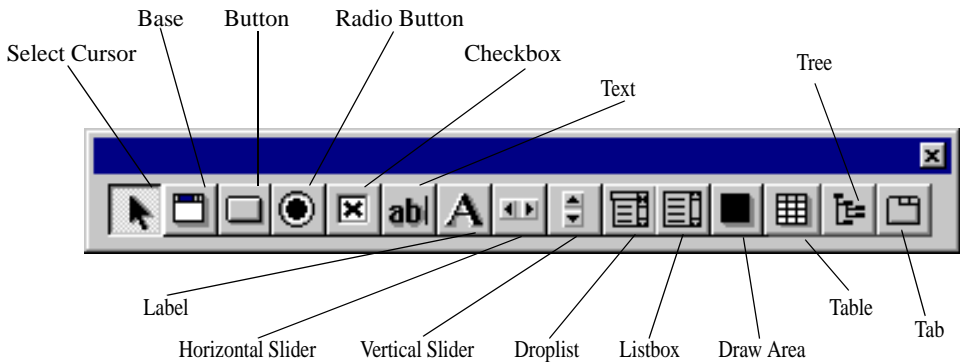 Base Button Radio Button
Select Cursor Checkbox
Tree
Text
ab
A
Label
Table
Tab
Horizontal Slider Vertical Slider Droplist Listbox Draw Area